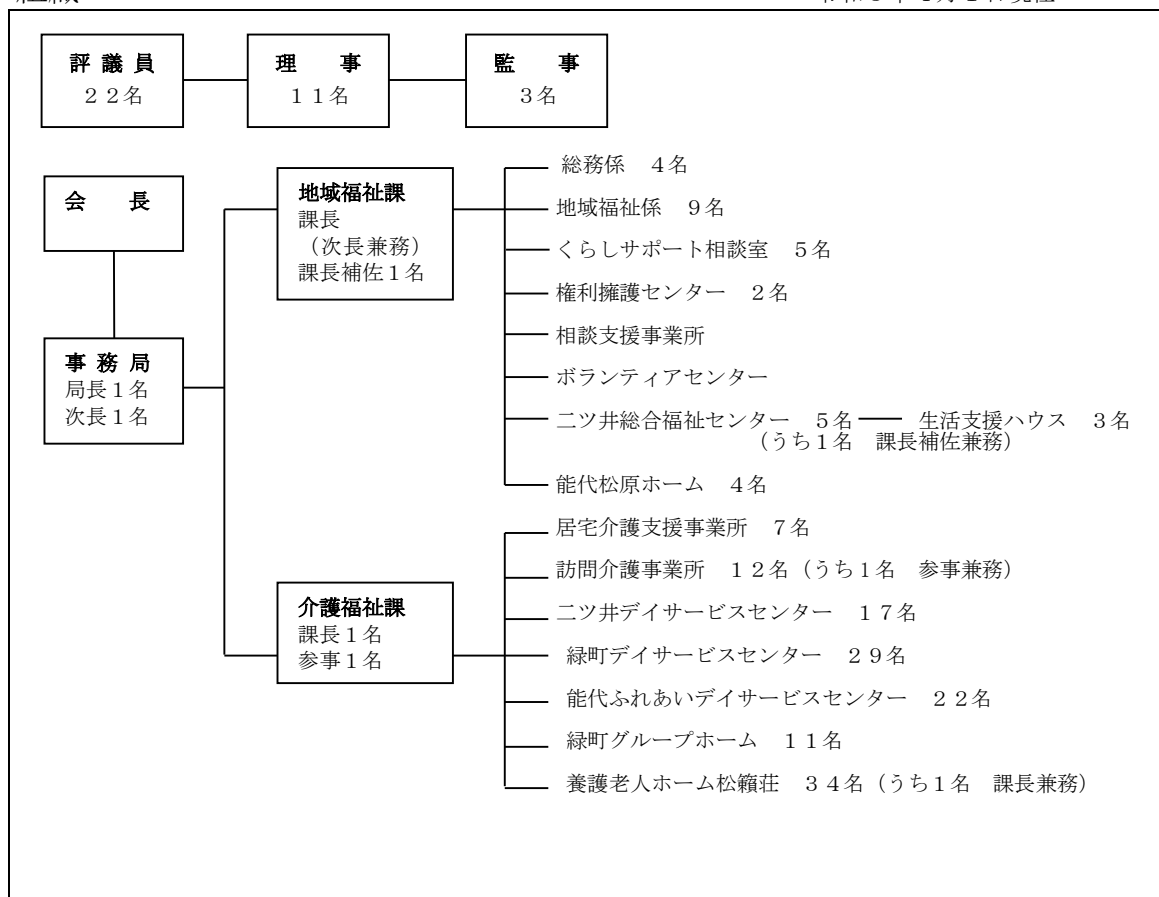 評 議 員
２２名
理　　事
１１名
監　　事
３名
会　　長
事 務 局
局長１名
次長１名
地域福祉課
課長
（次長兼務）
課長補佐１名
総務係　４名
地域福祉係　９名
くらしサポート相談室　５名
権利擁護センター　２名
相談支援事業所
ボランティアセンター
二ツ井総合福祉センター　５名　生活支援ハウス　３名
（うち１名　課長補佐兼務）
能代松原ホーム　４名
介護福祉課
課長１名
参事１名
居宅介護支援事業所　７名
訪問介護事業所　１２名（うち１名　参事兼務）
二ツ井デイサービスセンター　１７名
緑町デイサービスセンター　２９名
能代ふれあいデイサービスセンター　２２名
緑町グループホーム　１１名
養護老人ホーム松籟荘　３４名（うち１名　課長兼務）